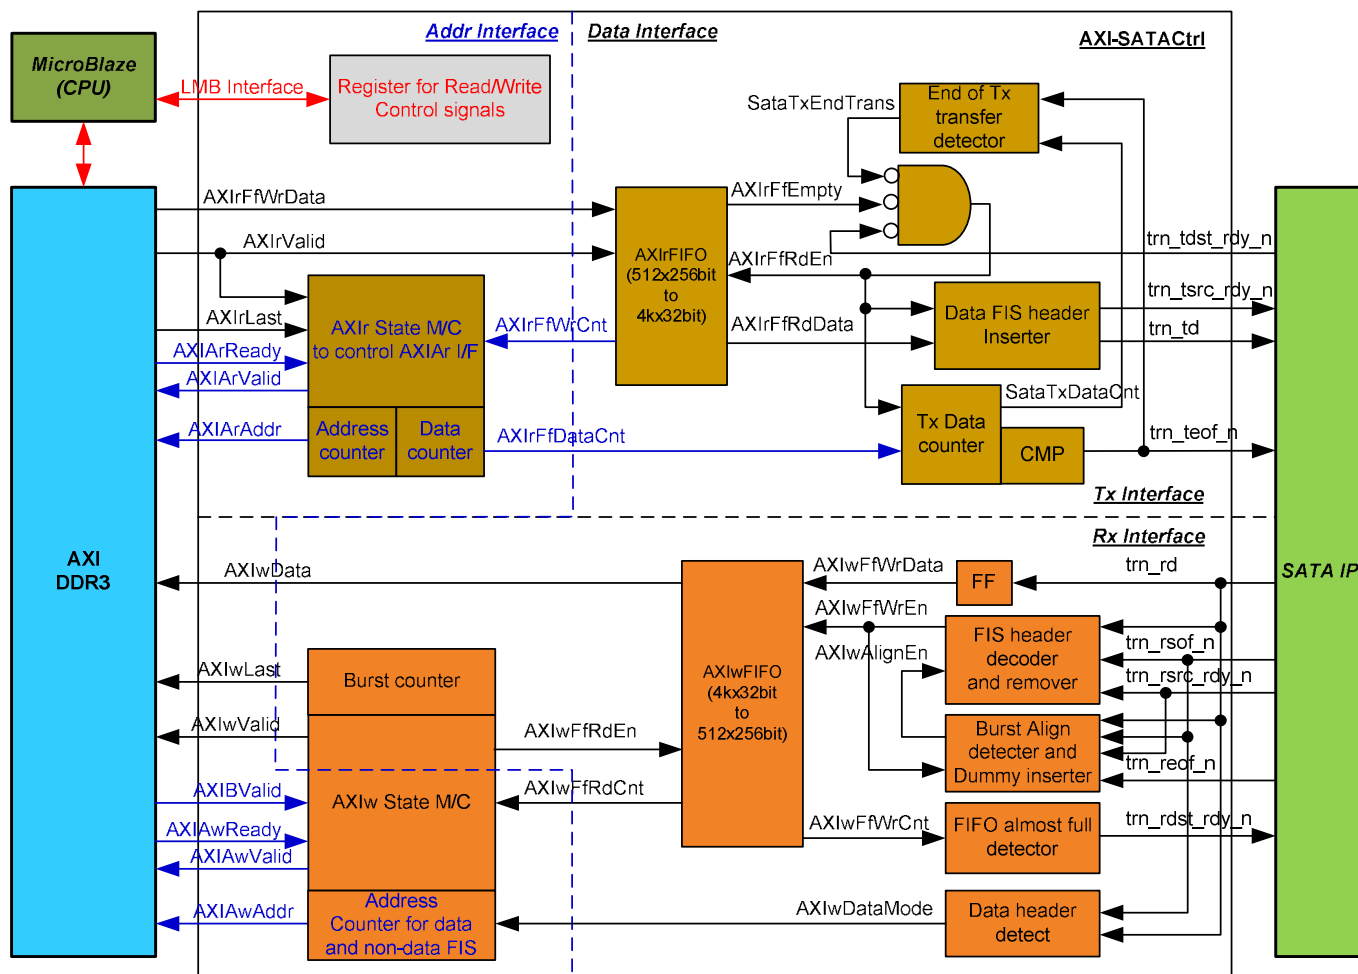 Addr Interface
Data Interface
AXI-SATACtrl
MicroBlaze
(CPU)
LMB Interface
Register for Read/Write
Control signals
SataTxEndTrans
End of Tx
transfer
detector
AXIrFfWrData
AXIrFfEmpty
AXIrValid
AXIrFIFO
(512x256bit
to
4kx32bit)
AXIrFfRdEn
trn_tdst_rdy_n
trn_tsrc_rdy_n
AXIrLast
AXIr State M/C
to control AXIAr I/F
AXIrFfWrCnt
AXIrFfRdData
Data FIS header
Inserter
trn_td
AXIArReady
AXIArValid
SataTxDataCnt
AXIArAddr
Address
counter
Data
counter
AXIrFfDataCnt
Tx Data
counter
CMP
trn_teof_n
Tx Interface
Rx Interface
AXI
DDR3
SATA IP
AXIwData
AXIwFfWrData
FF
trn_rd
AXIwFfWrEn
AXIwAlignEn
FIS header
decoder
and remover
trn_rsof_n
trn_rsrc_rdy_n
AXIwLast
Burst counter
AXIwFIFO
(4kx32bit
to
512x256bit)
AXIwValid
AXIwFfRdEn
Burst Align
detecter and
Dummy inserter
trn_reof_n
AXIBValid
AXIw State M/C
AXIwFfRdCnt
AXIAwReady
AXIAwValid
AXIwFfWrCnt
FIFO almost full
detector
trn_rdst_rdy_n
AXIAwAddr
Address
Counter for data
and non-data FIS
AXIwDataMode
Data header
detect